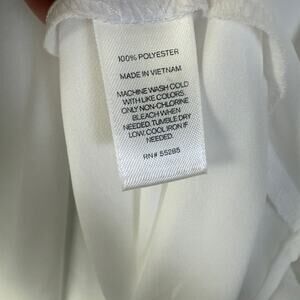 100% POLYESTER
MADE IN VIETNAM
MACHINE WASH COLD
WITH LIKE COLORS.
ONLY NON-CHLORINE
BLEACH WHEN
NEEDED. TUMBLE DRY
LOW. COOL IRON IF
NEEDED.
RN# 55285